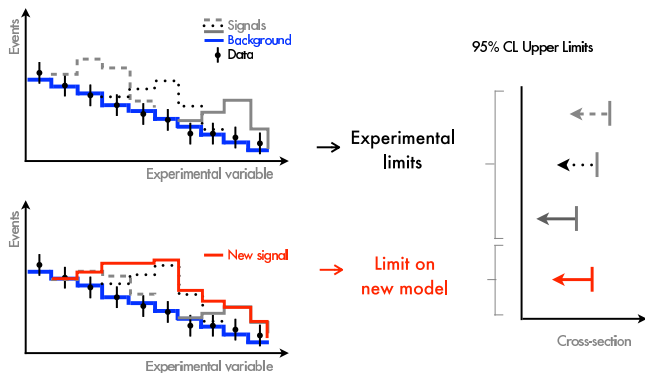 Events
Signals
Background
Data
Experimental variable
Experimental
limits
95% CL Upper Limits
Events
New signal
Experimental variable
Limit on
new model
Cross-section